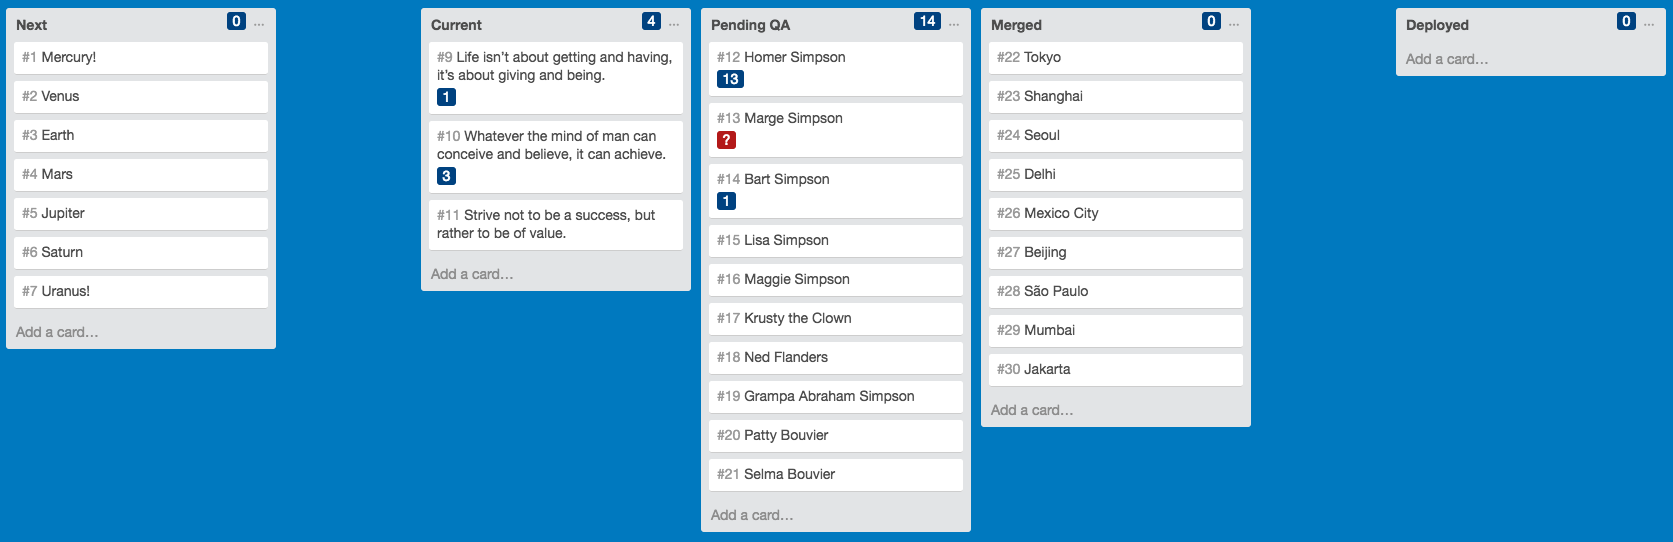 Next 0 ...
#1 Mercury!
#2 Venus
#3 Earth
#4 Mars
#5 Jupiter
#6 Saturn
#7 Uranus!
Add a card…
Current 4 ...
#9 Life isn’t about getting and having,
it’s about giving and being.
1
#10 Whatever the mind of man can
conceive and believe, it can achieve.
3
#11 Strive not to be a success, but
rather to be of value.
Add a card…
Pending QA 14 ...
#12 Homer Simpson
13
#13 Marge Simpson
?
#14 Bart Simpson
1
#15 Lisa Simpson
#16 Maggie Simpson
#17 Krusty the Clown
#18 Ned Flanders
#19 Grampa Abraham Simpson
#20 Patty Bouvier
#21 Selma Bouvier
Add a card…
Merged 0 ...
#22 Tokyo
#23 Shanghai
#24 Seoul
#25 Delhi
#26 Mexico City
#27 Beijing
#28 São Paulo
#29 Mumbai
#30 Jakarta
Add a card…
Deployed 0 ...
Add a card…